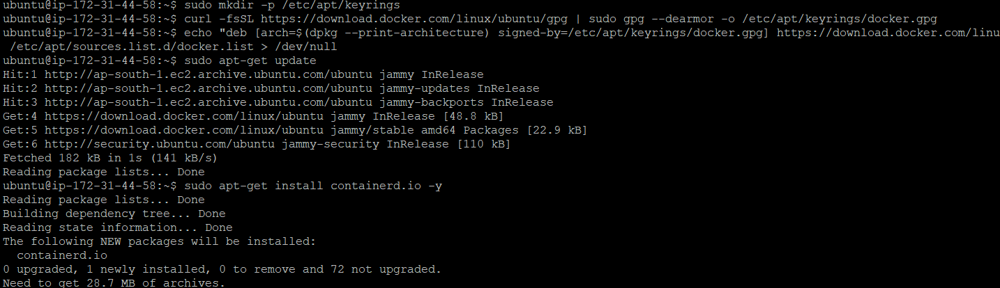 ubuntu@ip-172-31-44-58:~$ sudo mkdir -p /etc/apt/keyrings
ubuntu@ip-172-31-44-58:~$ curl -fsSL https://download.docker.com/linux/ubuntu/gpg | sudo gpg --dearmor -o /etc/apt/keyrings/docker.gpg
ubuntu@ip-172-31-44-58:~$ echo "deb [arch=$(dpkg --print-architecture) signed-by=/etc/apt/keyrings/docker.gpg] https://download.docker.com/linu
/etc/apt/sources.list.d/docker.list > /dev/null
ubuntu@ip-172-31-44-58:~$ sudo apt-get update
Hit:1 http://ap-south-1.ec2.archive.ubuntu.com/ubuntu jammy InRelease
Hit:2 http://ap-south-1.ec2.archive.ubuntu.com/ubuntu jammy-updates InRelease
Hit:3 http://ap-south-1.ec2.archive.ubuntu.com/ubuntu jammy-backports InRelease
Get:4 https://download.docker.com/linux/ubuntu jammy InRelease [48.8 kB]
Get:5 https://download.docker.com/linux/ubuntu jammy/stable amd64 Packages [22.9 kB]
Get:6 http://security.ubuntu.com/ubuntu jammy-security InRelease [110 kB]
Fetched 182 kB in 1s (141 kB/s)
Reading package lists... Done
ubuntu@ip-172-31-44-58:~$ sudo apt-get install containerd.io -y
Reading package lists... Done
Building dependency tree... Done
Reading state information... Done
The following NEW packages will be installed:
containerd.io
0 upgraded, 1 newly installed, 0 to remove and 72 not upgraded.
Need to get 28.7 MB of archives.